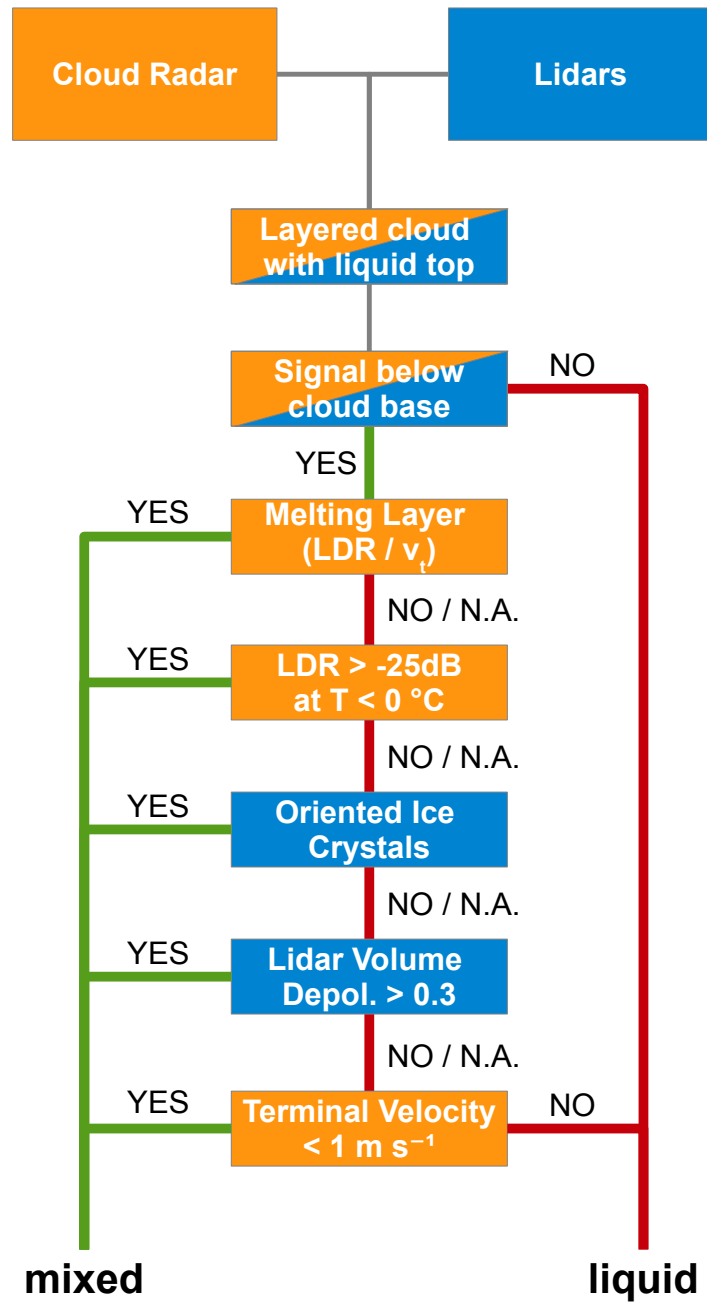 Cloud Radar
Lidars
Layered cloud
with liquid top
Signal below
cloud base
NO
YES
YES
Melting Layer
(LDR / vₜ)
NO / N.A.
YES
LDR > -25dB
at T < 0 °C
NO / N.A.
YES
Oriented Ice
Crystals
NO / N.A.
YES
Lidar Volume
Depol. > 0.3
NO / N.A.
YES
Terminal Velocity
< 1 m s⁻¹
NO
mixed
liquid